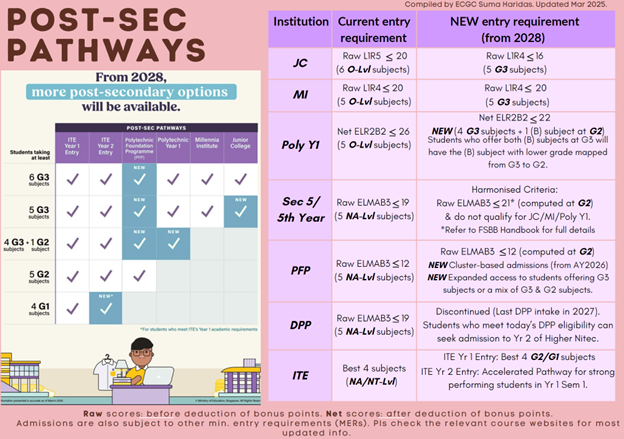 Compiled by ECGC Suma Haridas. Updated Mar 2025.
POST-SEC
PATHWAYS
From 2028,
more post-secondary options
will be available.
POST-SEC PATHWAYS
Students taking
at least
ITE
Year 1
Entry
ITE
Year 2
Entry
Polytechnic
Foundation
Programme
(PFP)
Polytechnic
Year 1
Millennia
Institute
Junior
College
6 G3
subjects
NEW
5 G3
subjects
NEW
4 G3 + 1 G2
subjects
NEW
5 G2
subjects
4 G1
subjects
NEW*
*For students who meet ITE's Year 1 academic requirements
Institution
Current entry
requirement
NEW entry requirement
(from 2028)
JC
Raw L1R5 ≤ 20
(6 O-Lvl subjects)
Raw L1R4 ≤ 16
(5 G3 subjects)
MI
Raw L1R4 ≤ 20
(5 O-Lvl subjects)
Raw L1R4 ≤ 20
(5 G3 subjects)
Poly Y1
Net ELR2B2 ≤ 26
(5 O-Lvl subjects)
Net ELR2B2 ≤ 22
NEW (4 G3 subjects + 1 (B) subject at G2)
Students who offer both (B) subjects at G3 will
have the (B) subject with lower grade mapped
from G3 to G2.
Sec 5/
5th Year
Raw ELMAB3 ≤ 19
(5 NA-Lvl subjects)
Harmonised Criteria:
Raw ELMAB3 ≤ 21* (computed at G2)
& do not qualify for JC/MI/Poly Y1.
*Refer to FSBB Handbook for full details
PFP
Raw ELMAB3 ≤ 12
(5 NA-Lvl subjects)
Raw ELMAB3 ≤ 12 (computed at G2)
NEW Cluster-based admissions (from AY2026)
NEW Expanded access to students offering G3
subjects or a mix of G3 & G2 subjects.
DPP
Raw ELMAB3 ≤ 19
(5 NA-Lvl subjects)
Discontinued (Last DPP intake in 2027).
Students who meet today's DPP eligibility can
seek admission to Yr 2 of Higher Nitec.
ITE
Best 4 subjects
(NA/NT-Lvl)
ITE Yr 1 Entry: Best 4 G2/G1 subjects
ITE Yr 2 Entry: Accelerated Pathway for strong
performing students in Yr 1 Sem 1.
Raw scores: before deduction of bonus points. Net scores: after deduction of bonus points.
Admissions are also subject to other min. entry requirements (MERs). Pls check the relevant course websites for most
updated info.